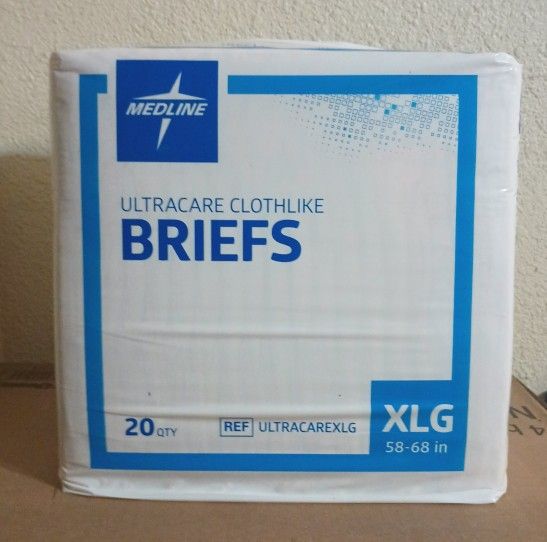 MEDLINE
ULTRACARE CLOTHLIKE
BRIEFS
20 QTY
REF ULTRACAREXLG
XLG
58-68 in